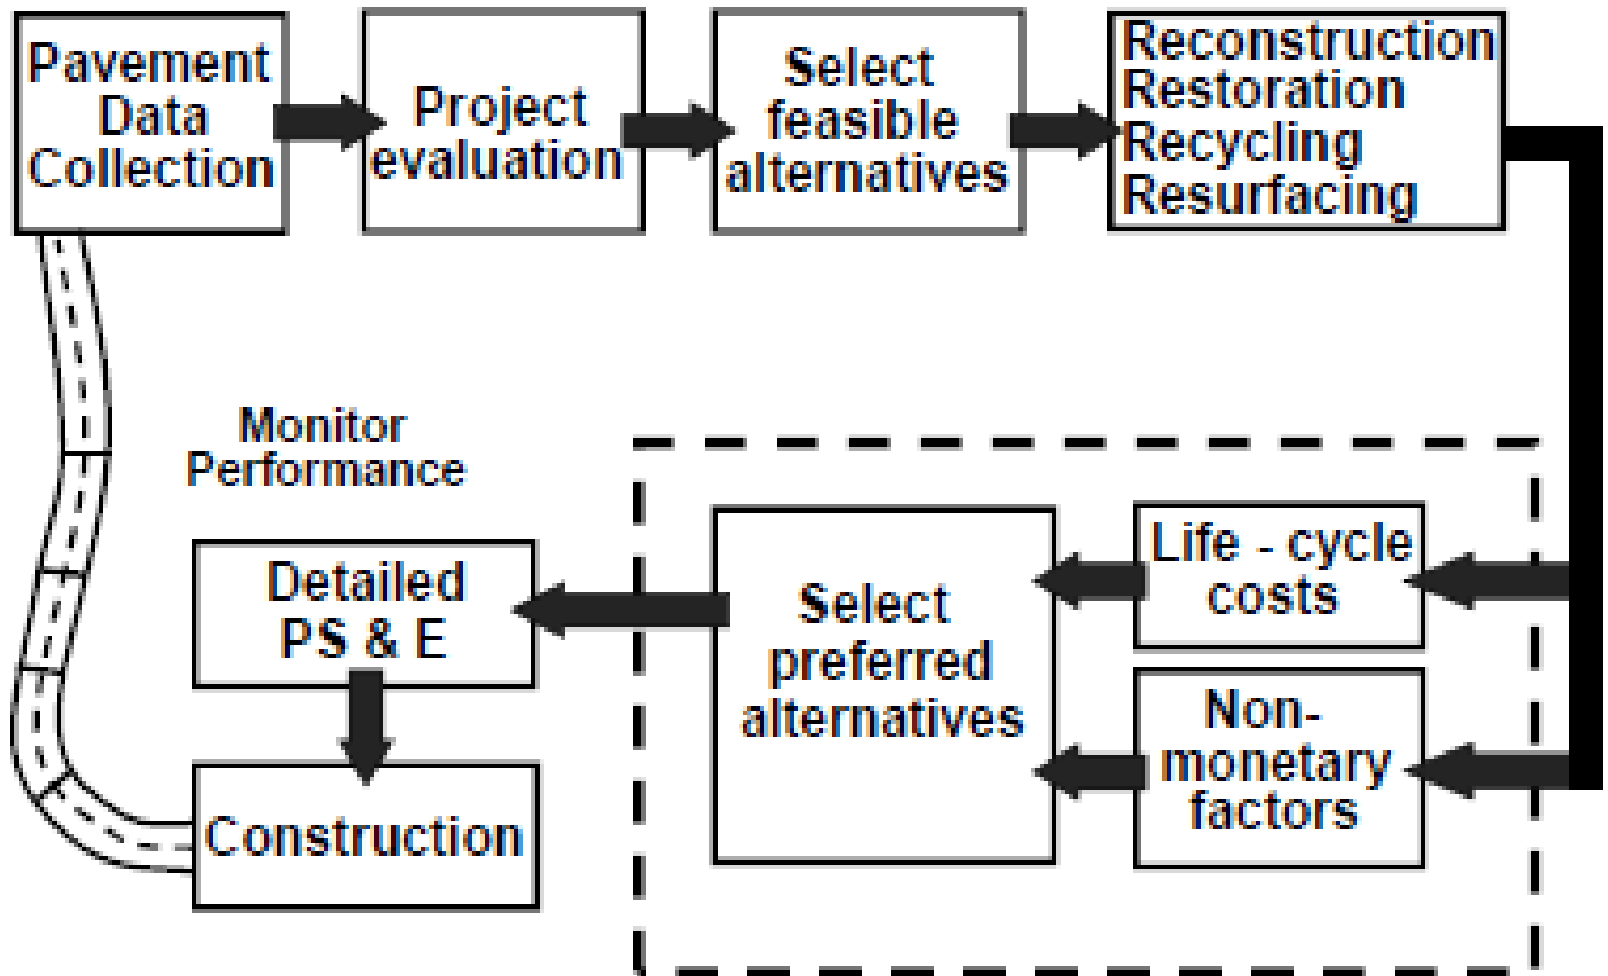 Pavement
Data
Collection
Project
evaluation
Select
feasible
alternatives
Reconstruction
Restoration
Recycling
Resurfacing
Monitor
Performance
Life - cycle
costs
Non-
monetary
factors
Select
preferred
alternatives
Detailed
PS & E
Construction